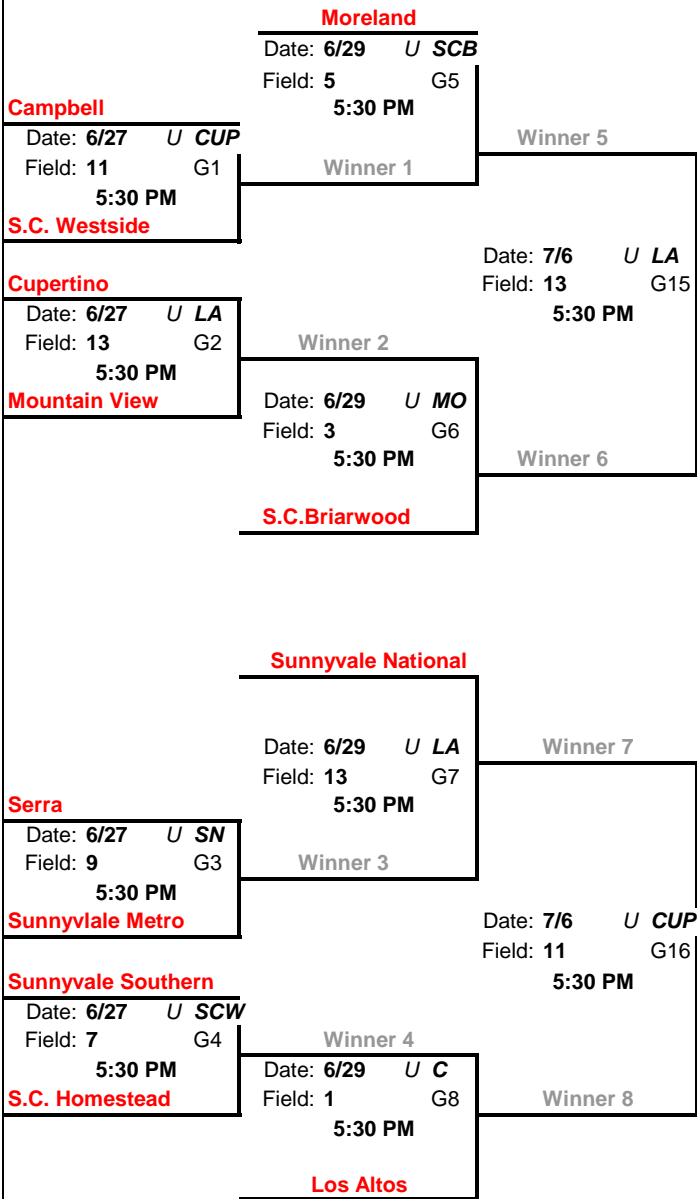 Moreland
Date: 6/29 U SCB
Field: 5 G5
Campbell 5:30 PM
Date: 6/27 U CUP Winner 5
Field: 11 G1 Winner 1
5:30 PM
S.C. Westside
Date: 7/6 U LA
Cupertino Field: 13 G15
Date: 6/27 U LA 5:30 PM
Field: 13 G2 Winner 2
5:30 PM
Mountain View Date: 6/29 U MO
Field: 3 G6
5:30 PM Winner 6
S.C.Briarwood
Sunnyvale National
Date: 6/29 U LA Winner 7
Field: 13 G7
Serra 5:30 PM
Date: 6/27 U SN
Field: 9 G3 Winner 3
5:30 PM
Sunnyvlale Metro Date: 7/6 U CUP
Field: 11 G16
Sunnyvale Southern 5:30 PM
Date: 6/27 U SCW
Field: 7 G4 Winner 4
5:30 PM Date: 6/29 U C
S.C. Homestead Field: 1 G8 Winner 8
5:30 PM
Los Altos